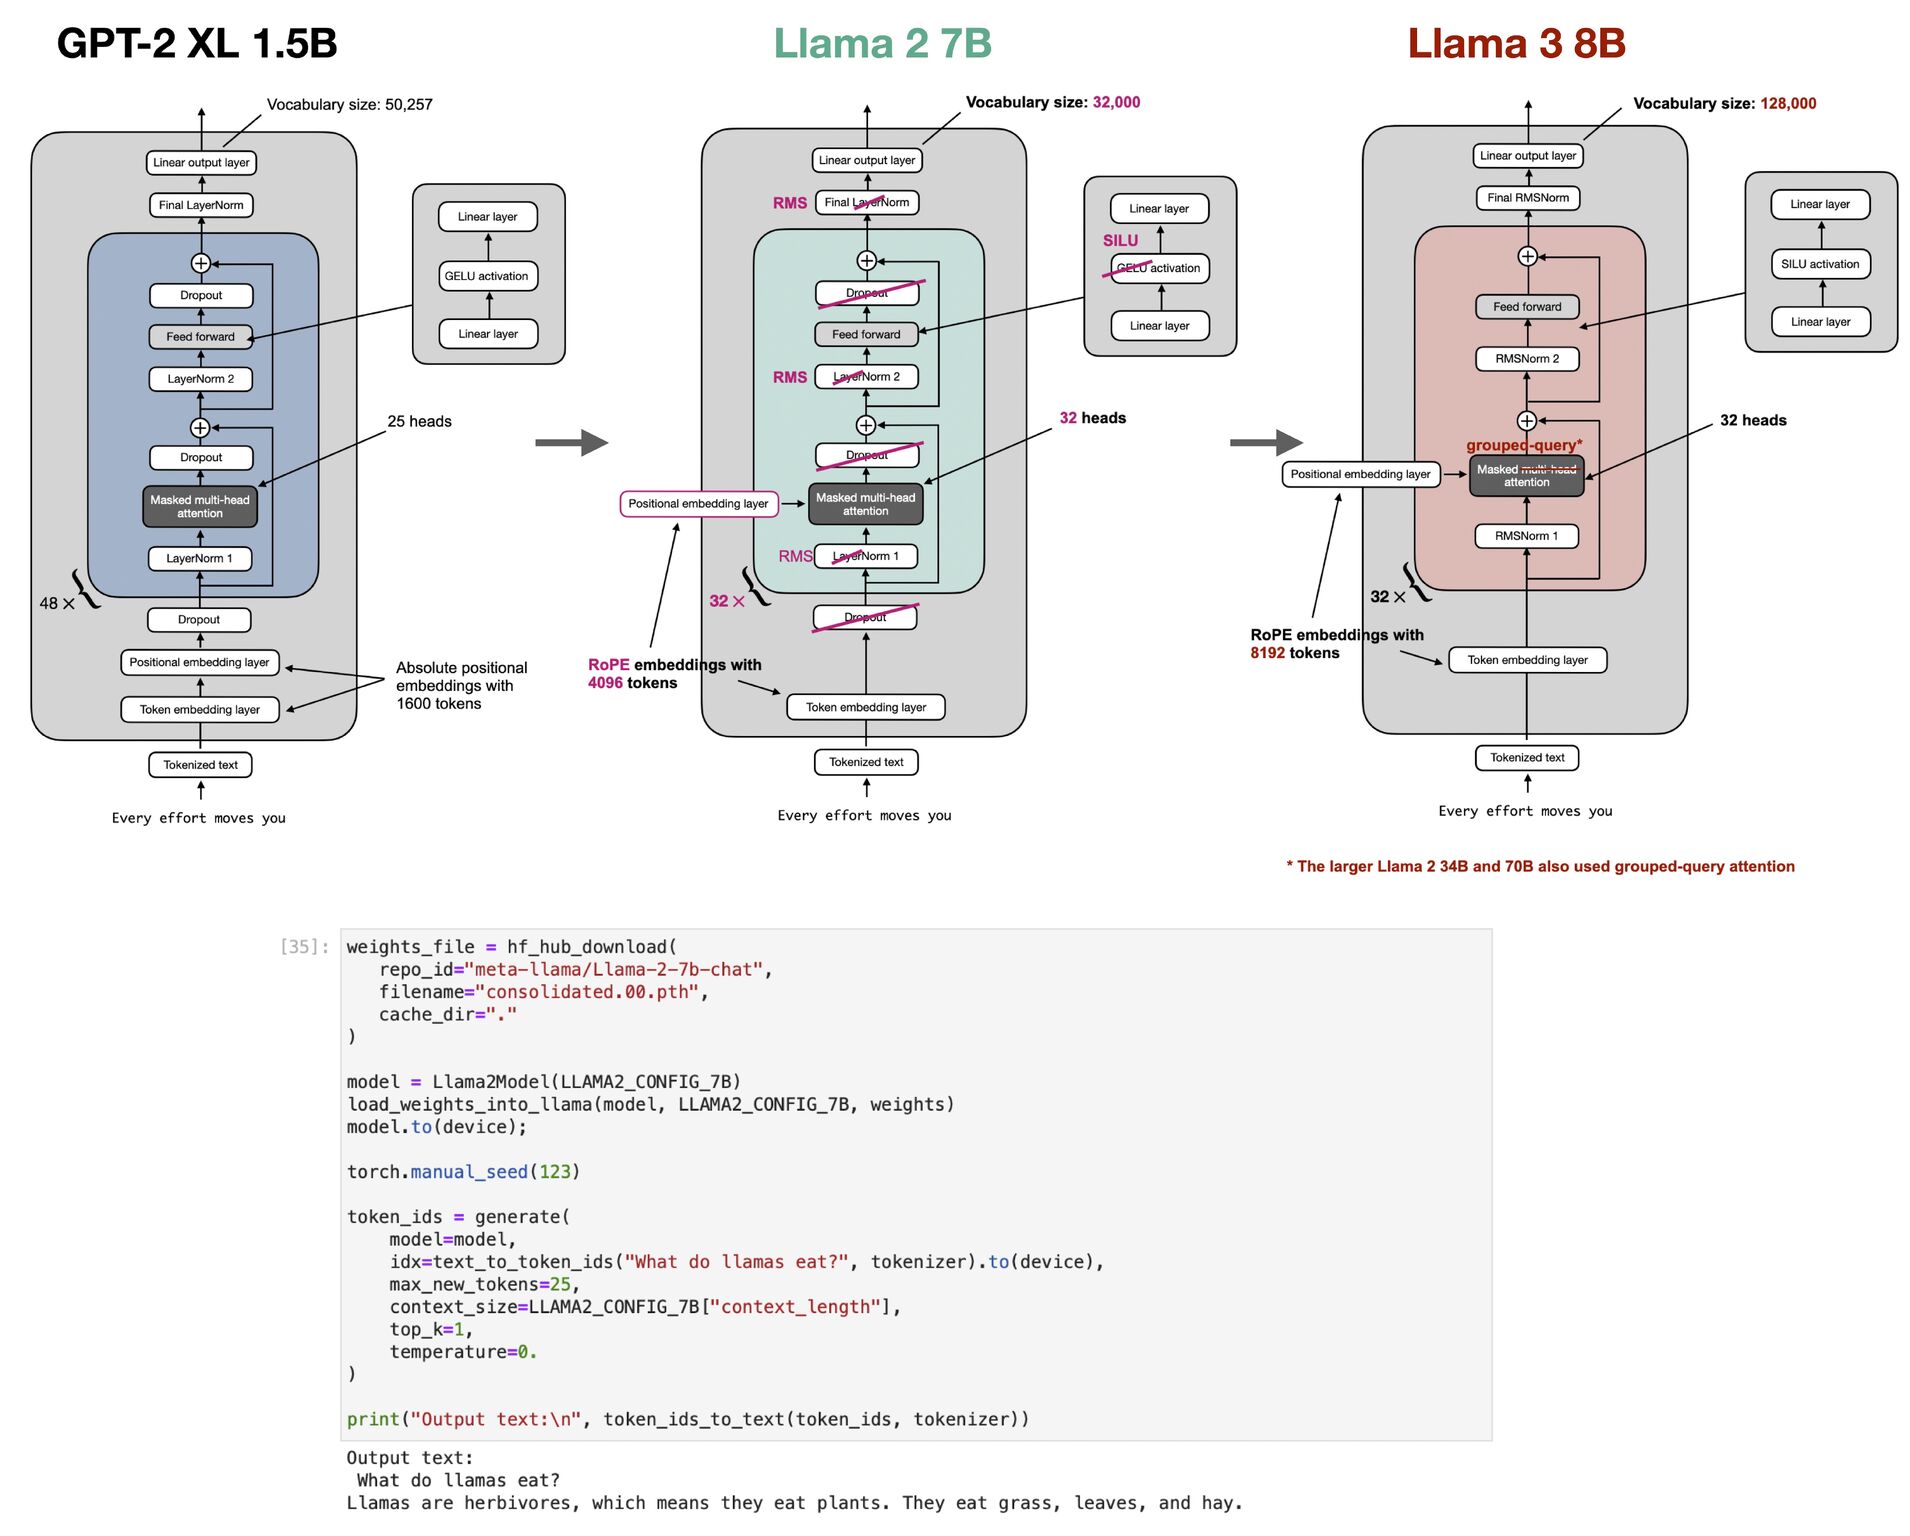 GPT-2 XL 1.5B
Vocabulary size: 50,257
Linear output layer
Final LayerNorm
Dropout
Feed forward
LayerNorm 2
Dropout
Masked multi-head
attention
LayerNorm 1
48 ×
Dropout
Positional embedding layer
Token embedding layer
Tokenized text
Every effort moves you
Linear layer
GELU activation
Linear layer
25 heads
Absolute positional
embeddings with
1600 tokens
Llama 2 7B
Vocabulary size: 32,000
Linear output layer
RMS Final LayerNorm
Dropout
Feed forward
RMS LayerNorm 2
Dropout
Positional embedding layer
Masked multi-head
attention
RMS LayerNorm 1
32 ×
Dropout
RoPE embeddings with
4096 tokens
Token embedding layer
Tokenized text
Every effort moves you
Linear layer
SILU
GELU activation
Linear layer
32 heads
Llama 3 8B
Vocabulary size: 128,000
Linear output layer
Final RMSNorm
Feed forward
RMSNorm 2
grouped-query*
Positional embedding layer
Masked multi-head
attention
RMSNorm 1
32 ×
RoPE embeddings with
8192 tokens
Token embedding layer
Tokenized text
Every effort moves you
Linear layer
SILU activation
Linear layer
32 heads
* The larger Llama 2 34B and 70B also used grouped-query attention
[35]: weights_file = hf_hub_download(
   repo_id="meta-llama/Llama-2-7b-chat",
   filename="consolidated.00.pth",
   cache_dir="."
)
model = Llama2Model(LLAMA2_CONFIG_7B)
load_weights_into_llama(model, LLAMA2_CONFIG_7B, weights)
model.to(device);
torch.manual_seed(123)
token_ids = generate(
    model=model,
    idx=text_to_token_ids("What do llamas eat?", tokenizer).to(device),
    max_new_tokens=25,
    context_size=LLAMA2_CONFIG_7B["context_length"],
    top_k=1,
    temperature=0.
)
print("Output text:\n", token_ids_to_text(token_ids, tokenizer))
Output text:
 What do llamas eat?
Llamas are herbivores, which means they eat plants. They eat grass, leaves, and hay.